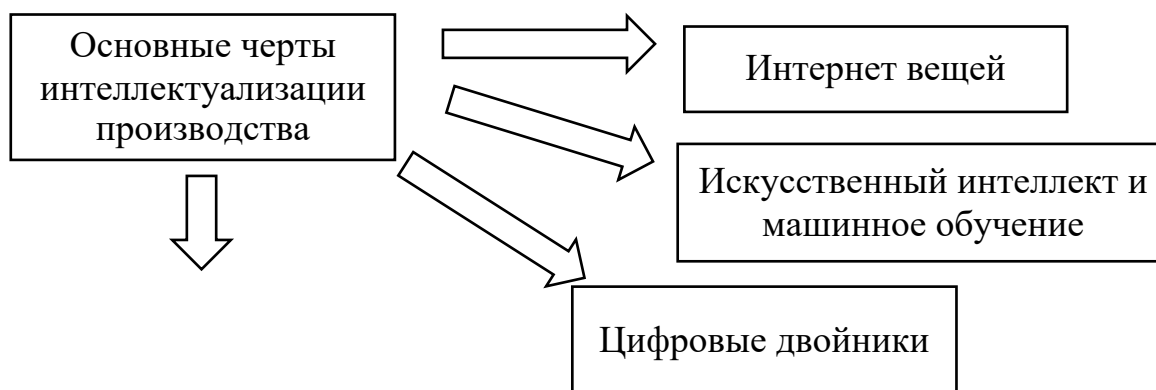 Основные черты
интеллектуализации
производства
Интернет вещей
Искусственный интеллект и
машинное обучение
Цифровые двойники